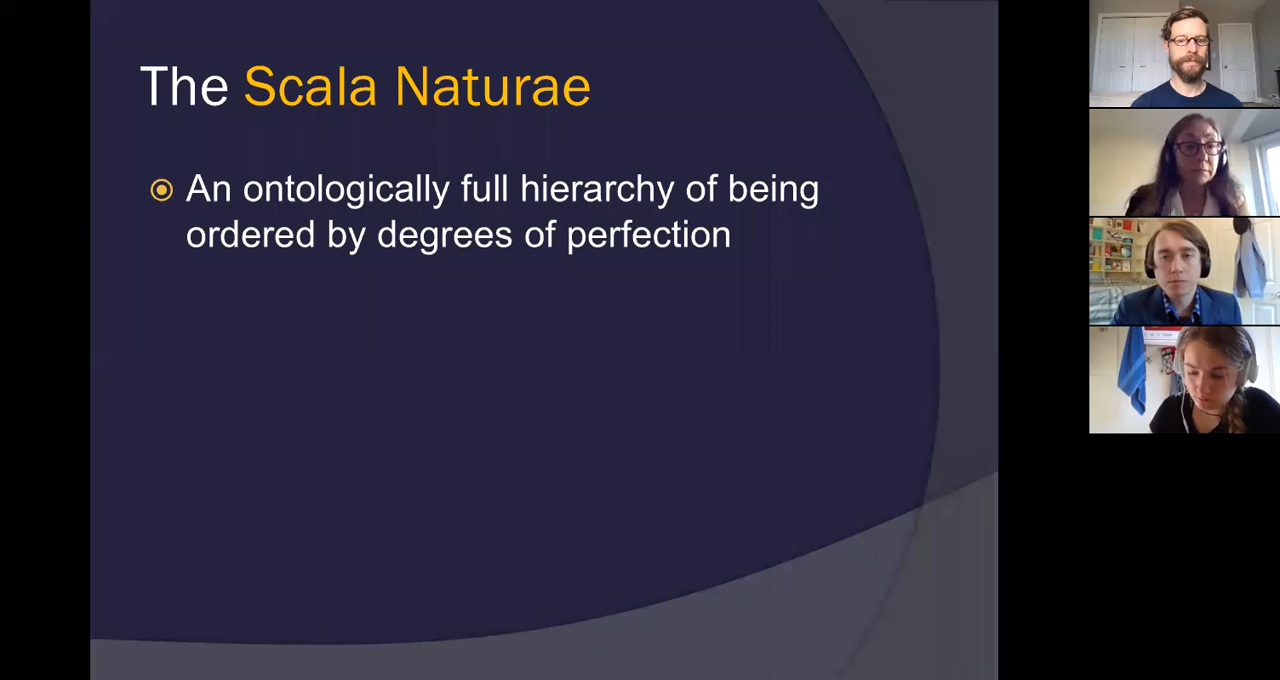 The Scala Naturae
An ontologically full hierarchy of being
ordered by degrees of perfection